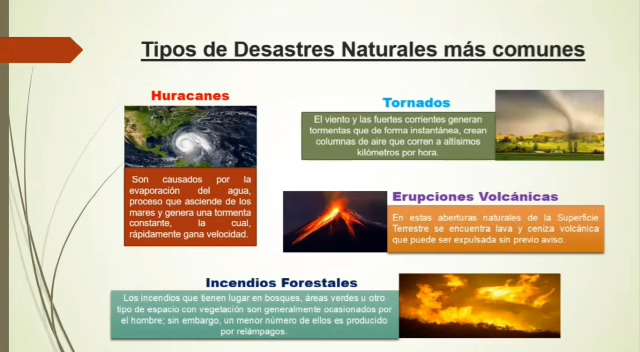 Tipos de Desastres Naturales más comunes
Huracanes
Son causados por la
evaporación del agua,
proceso que asciende de los
mares y genera una tormenta
constante, la cual,
rápidamente gana velocidad.
Tornados
El viento y las fuertes corrientes generan
tormentas que de forma instantánea, crean
columnas de aire que corren a altísimos
kilómetros por hora.
Erupciones Volcánicas
En estas aberturas naturales de la Superficie
Terrestre se encuentra lava y ceniza volcánica
que puede ser expulsada sin previo aviso.
Incendios Forestales
Los incendios que tienen lugar en bosques, áreas verdes u otro
tipo de espacio con vegetación son generalmente ocasionados por
el hombre; sin embargo, un menor número de ellos es producido
por relámpagos.